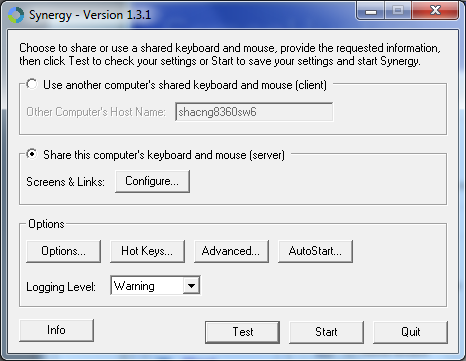 Synergy - Version 1.3.1
Choose to share or use a shared keyboard and mouse, provide the requested information,
then click Test to check your settings or Start to save your settings and start Synergy.
Use another computer's shared keyboard and mouse (client)
Other Computer's Host Name: shacng8360sw6
Share this computer's keyboard and mouse (server)
Screens & Links: Configure...
Options
Options... Hot Keys... Advanced... AutoStart...
Logging Level: Warning
Info Test Start Quit